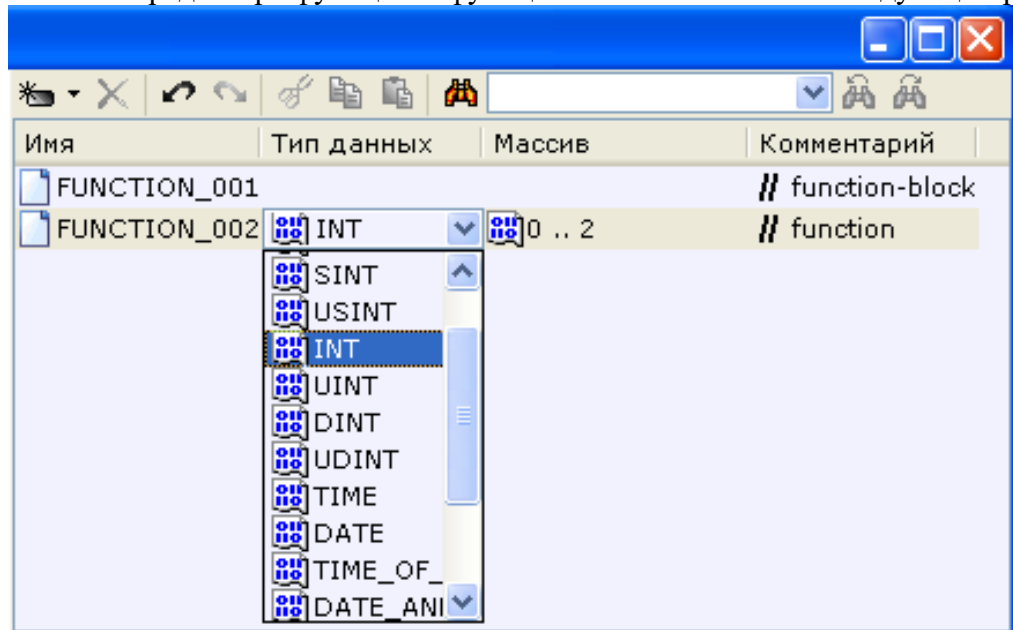 Имя Тип данных Массив Комментарий
FUNCTION_001 // function-block
FUNCTION_002 INT 0 .. 2 // function
SINT
USINT
INT
UINT
DINT
UDINT
TIME
DATE
TIME_OF_
DATE_ANI